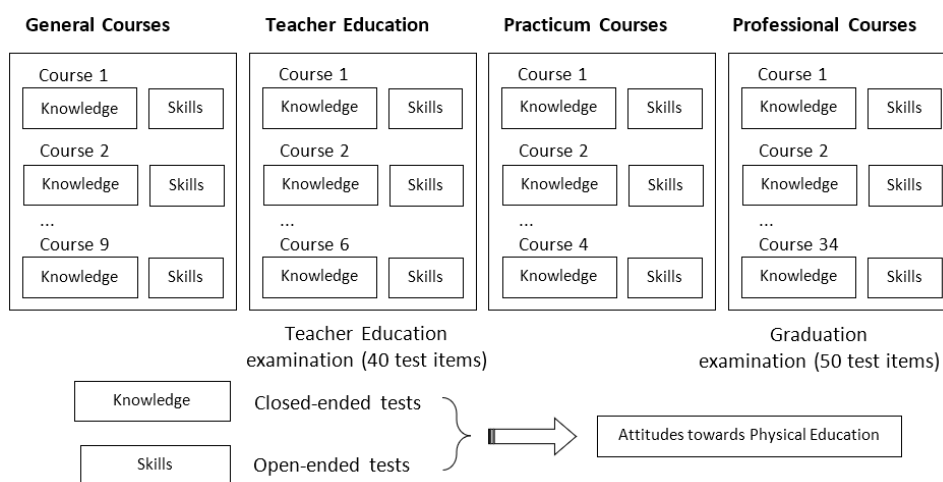 General Courses
Teacher Education
Practicum Courses
Professional Courses
Course 1
Knowledge
Skills
Course 2
Knowledge
Skills
...
Course 9
Knowledge
Skills
Course 1
Knowledge
Skills
Course 2
Knowledge
Skills
...
Course 6
Knowledge
Skills
Course 1
Knowledge
Skills
Course 2
Knowledge
Skills
...
Course 4
Knowledge
Skills
Course 1
Knowledge
Skills
Course 2
Knowledge
Skills
...
Course 34
Knowledge
Skills
Teacher Education
examination (40 test items)
Graduation
examination (50 test items)
Knowledge
Closed-ended tests
Skills
Open-ended tests
Attitudes towards Physical Education